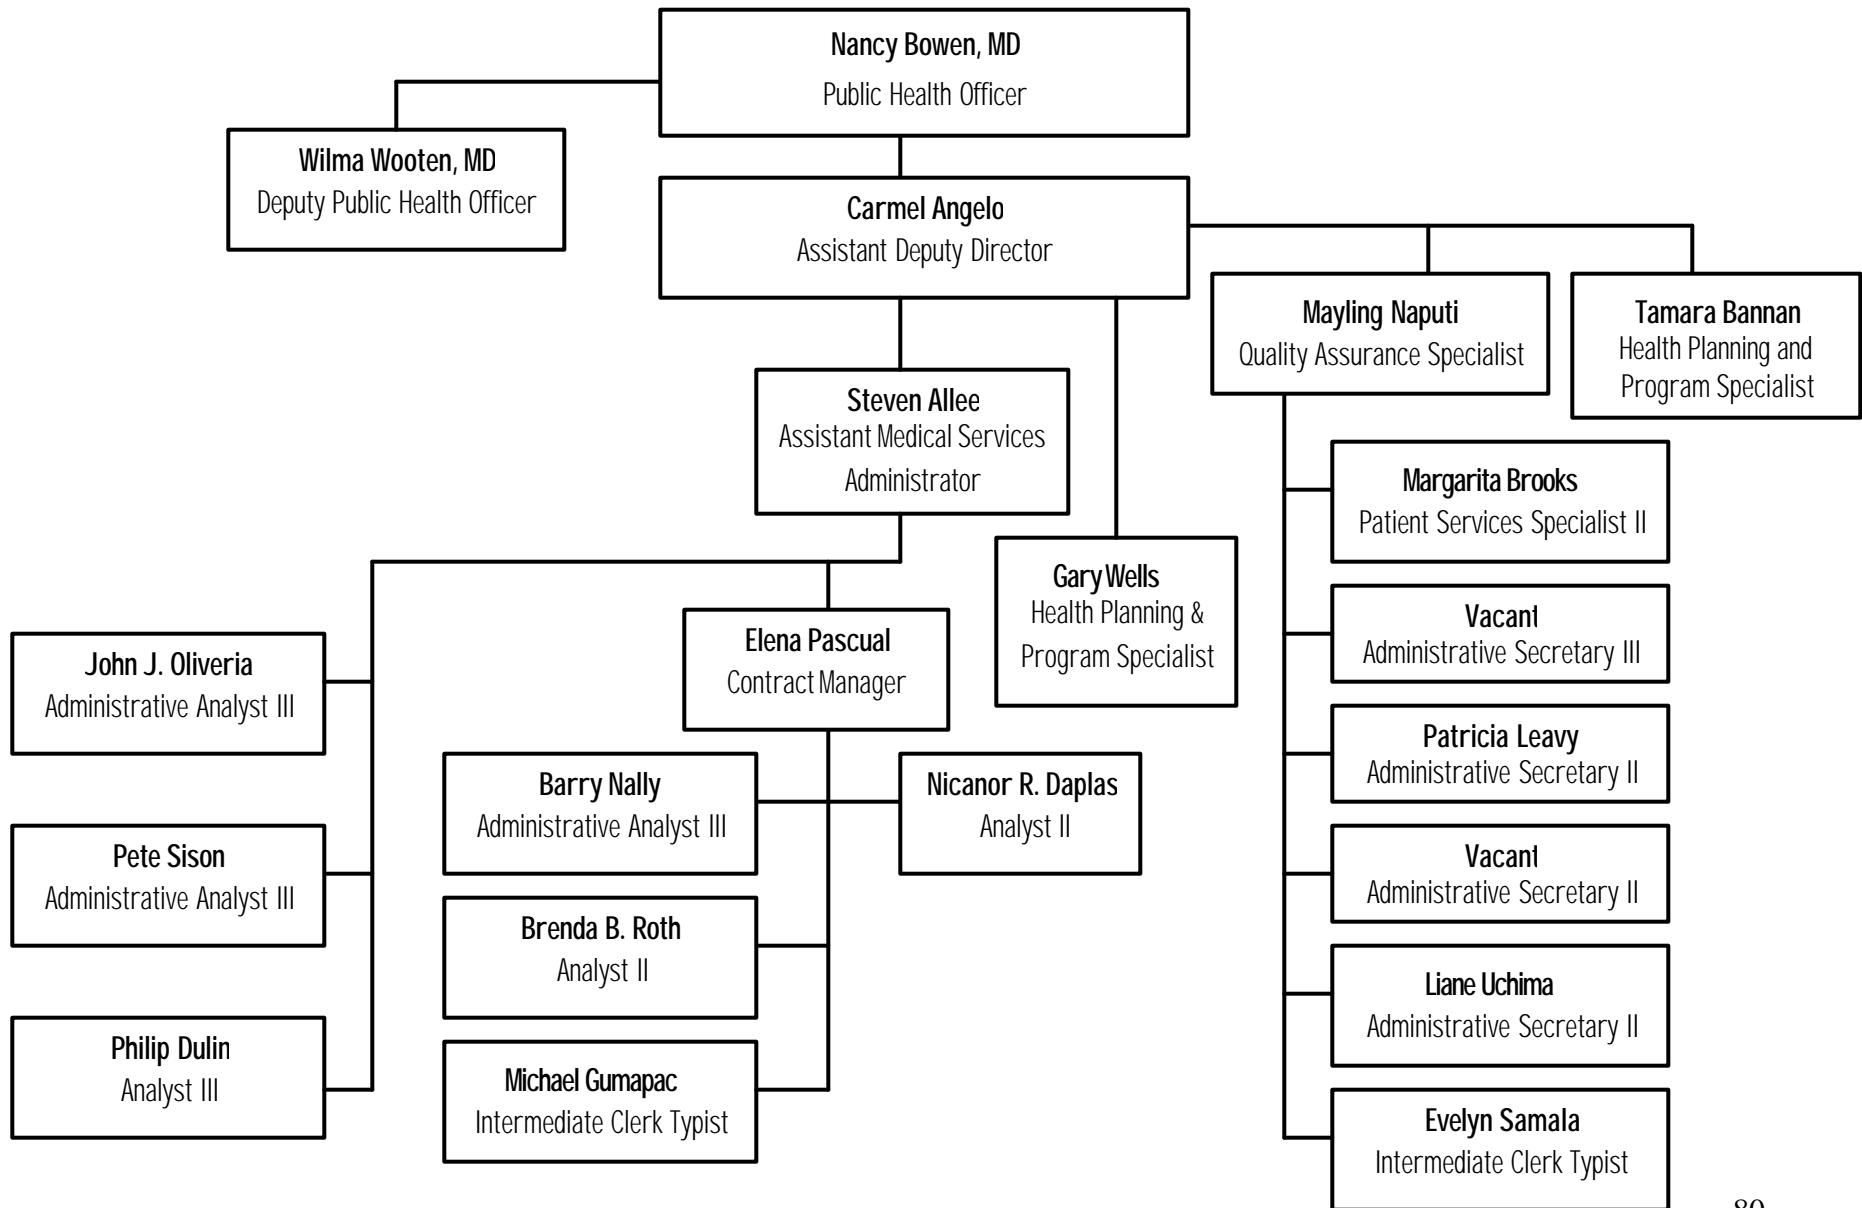 Nancy Bowen, MD
Public Health Officer
Wilma Wooten, MD
Deputy Public Health Officer
Carmel Angelo
Assistant Deputy Director
Mayling Naputi
Quality Assurance Specialist
Tamara Bannan
Health Planning and
Program Specialist
Steven Allee
Assistant Medical Services
Administrator
Gary Wells
Health Planning &
Program Specialist
Elena Pascual
Contract Manager
John J. Oliveria
Administrative Analyst III
Pete Sison
Administrative Analyst III
Philip Dulin
Analyst III
Barry Nally
Administrative Analyst III
Nicanor R. Daplas
Analyst II
Brenda B. Roth
Analyst II
Michael Gumapac
Intermediate Clerk Typist
Margarita Brooks
Patient Services Specialist II
Vacant
Administrative Secretary III
Patricia Leavy
Administrative Secretary II
Vacant
Administrative Secretary II
Liane Uchima
Administrative Secretary II
Evelyn Samala
Intermediate Clerk Typist